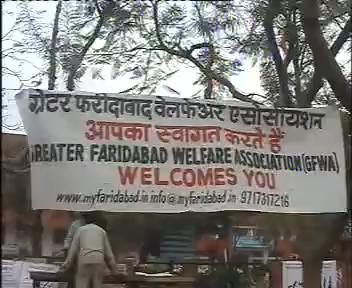 ग्रेटर फरीदाबाद वेलफेअर एसोसियेशन
आपका स्वागत करते हैं
GREATER FARIDABAD WELFARE ASSOCIATION(GFWA)
WELCOMES YOU
www.myfaridabad.in info@myfaridabad.in 9717317216